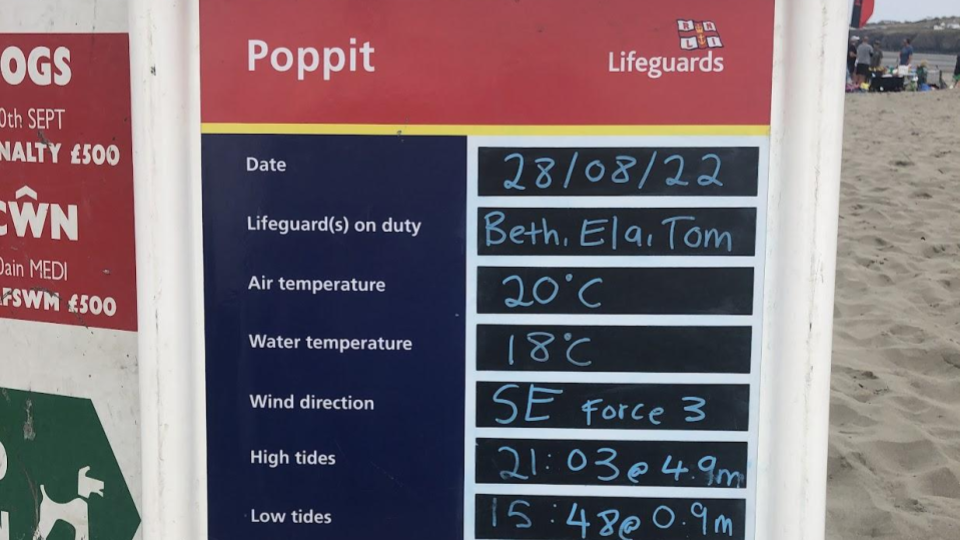 OGS
0th SEPT
NALTY £500
CŴN
0ain MEDI
AFSWM £500
Poppit
RNLI
Lifeguards
Date 28/08/22
Lifeguard(s) on duty Beth, Ela, Tom
Air temperature 20°C
Water temperature 18°C
Wind direction SE Force 3
High tides 21:03@ 4.9m
Low tides 15:48@ 0.9m